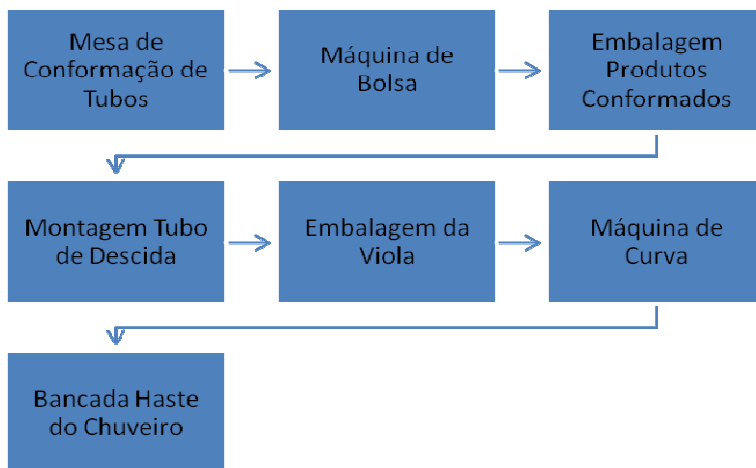 Mesa de
Conformação de
Tubos
Máquina de
Bolsa
Embalagem
Produtos
Conformados
Montagem Tubo
de Descida
Embalagem da
Viola
Máquina de
Curva
Bancada Haste
do Chuveiro